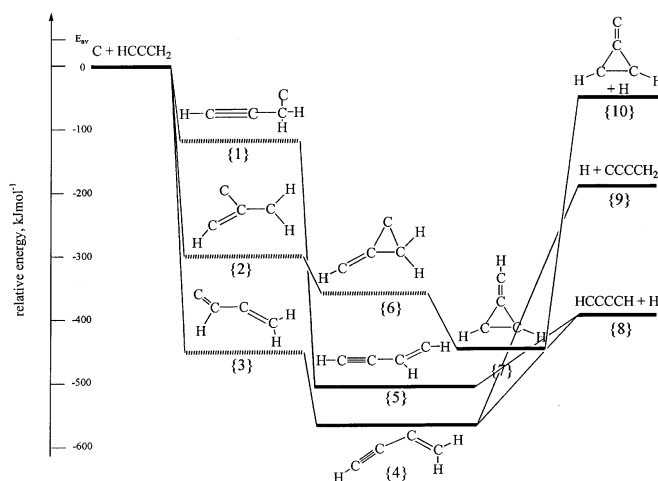 E_av
C + HCCCH₂
0
-100
-200
-300
-400
-500
-600
relative energy, kJmol⁻¹
C
H C C C H
H
{1}
C
H
C C
C H
H
{2}
C C
C H
H C
H
{3}
C
C C H
H C H
{6}
H C C C C H
H
{5}
C C H
C C
H H
{4}
H
C
C
H C C H
{7}
C
C
H C C H
+ H
{10}
H + CCCCH₂
{9}
HCCCCH + H
{8}